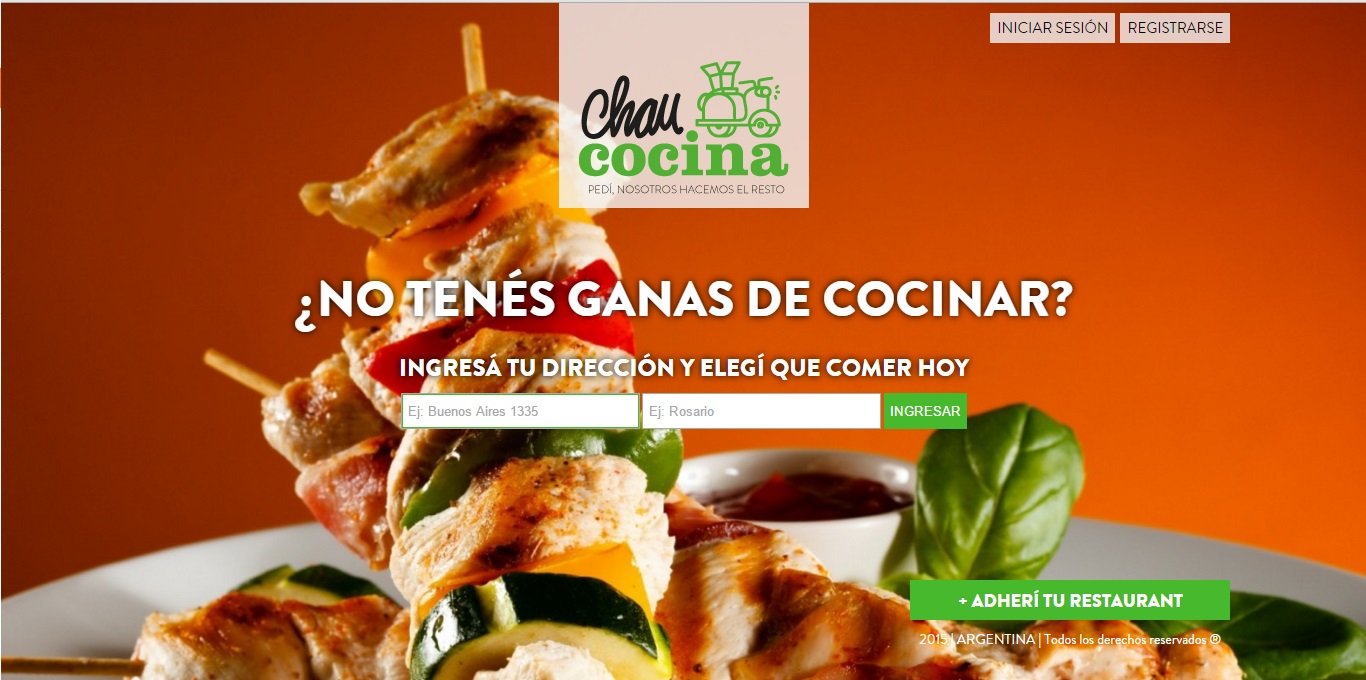 INICIAR SESIÓN
REGISTRARSE
Chau
cocina
PEDÍ, NOSOTROS HACEMOS EL RESTO
¿NO TENÉS GANAS DE COCINAR?
INGRESÁ TU DIRECCIÓN Y ELEGÍ QUE COMER HOY
Ej: Buenos Aires 1335
Ej: Rosario
INGRESAR
+ ADHERÍ TU RESTAURANT
2015 | ARGENTINA | Todos los derechos reservados ®